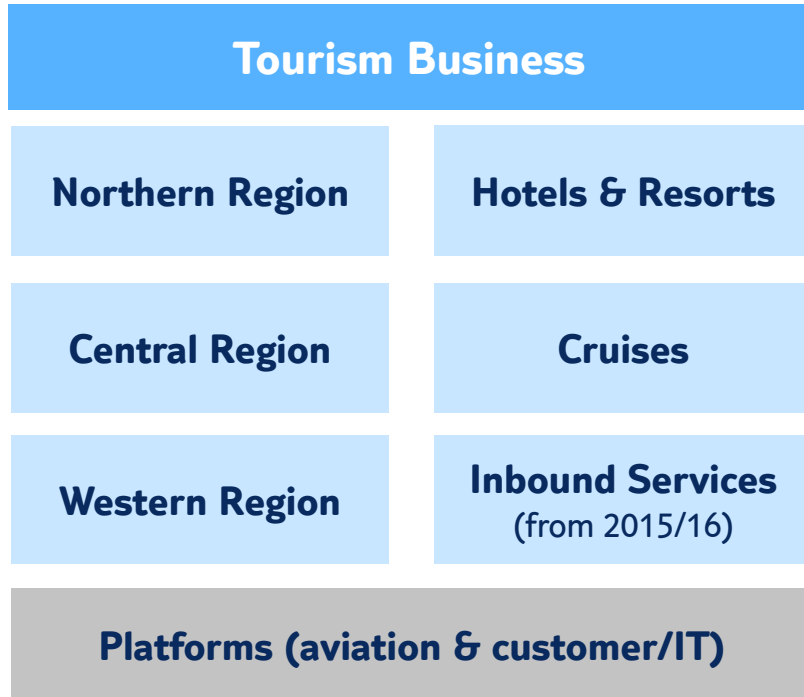 Tourism Business
Northern Region
Hotels & Resorts
Central Region
Cruises
Western Region
Inbound Services
(from 2015/16)
Platforms (aviation & customer/IT)